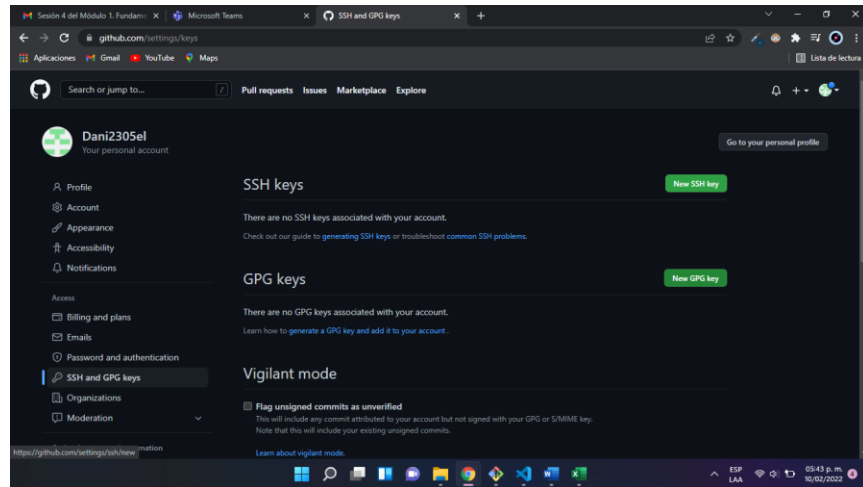 Sesión 4 del Módulo 1. Fundame
Microsoft Teams
SSH and GPG keys
github.com/settings/keys
Aplicaciones
Gmail
YouTube
Maps
Lista de lectura
Search or jump to...
/
Pull requests
Issues
Marketplace
Explore
Dani2305el
Your personal account
Go to your personal profile
Profile
Account
Appearance
Accessibility
Notifications
Access
Billing and plans
Emails
Password and authentication
SSH and GPG keys
Organizations
Moderation
SSH keys
New SSH key
There are no SSH keys associated with your account.
Check out our guide to generating SSH keys or troubleshoot common SSH problems.
GPG keys
New GPG key
There are no GPG keys associated with your account.
Learn how to generate a GPG key and add it to your account .
Vigilant mode
Flag unsigned commits as unverified
This will include any commit attributed to your account but not signed with your GPG or S/MIME key.
Note that this will include your existing unsigned commits.
Learn about vigilant mode.
https://github.com/settings/ssh/new
ESP
LAA
05:43 p. m.
10/02/2022
4